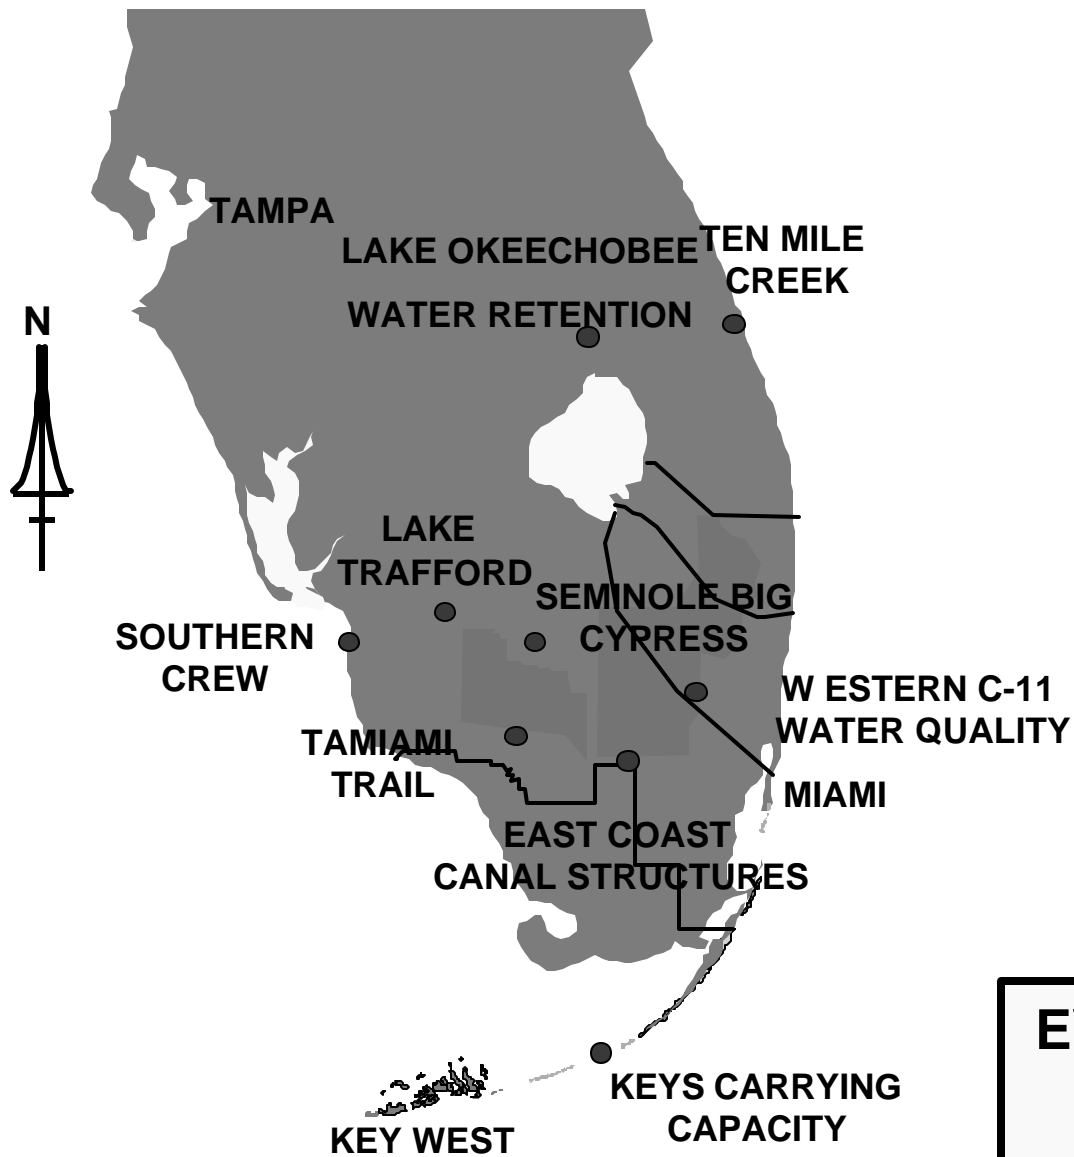 TAMPA
LAKE OKEECHOBEE
WATER RETENTION
TEN MILE
CREEK
N
LAKE
TRAFFORD
SEMINOLE BIG
CYPRESS
SOUTHERN
CREW
W ESTERN C-11
WATER QUALITY
TAMIAMI
TRAIL
MIAMI
EAST COAST
CANAL STRUCTURES
KEYS CARRYING
CAPACITY
KEY WEST